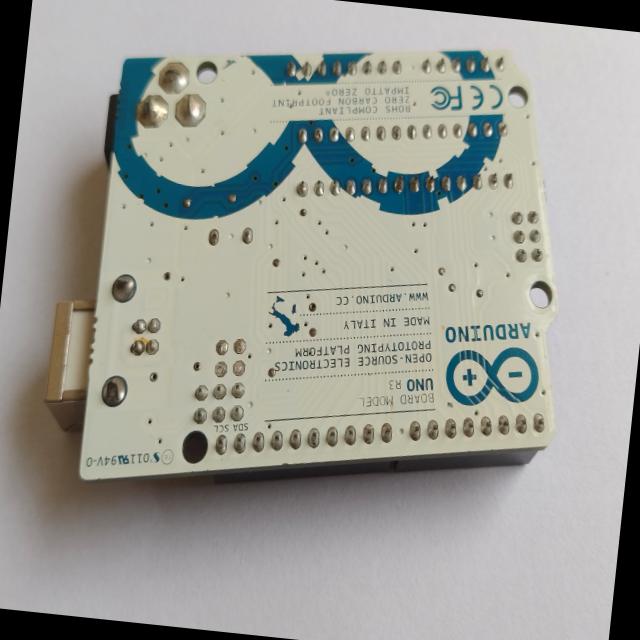 ARDUINO
BOARD MODEL
UNO R3
OPEN-SOURCE ELECTRONICS
PROTOTYPING PLATFORM
MADE IN ITALY
WWW.ARDUINO.CC
SDA SCL
94V-0
CE FC
ROHS COMPLIANT
ZERO CARBON FOOTPRINT
IMPATTO ZERO®